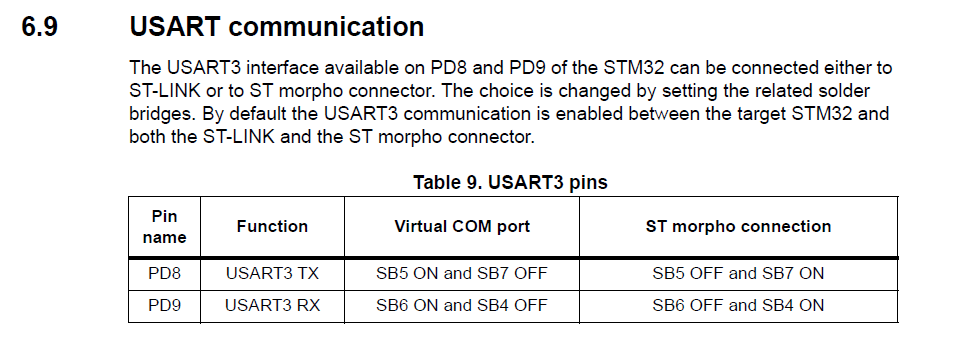 6.9 USART communication
The USART3 interface available on PD8 and PD9 of the STM32 can be connected either to
ST-LINK or to ST morpho connector. The choice is changed by setting the related solder
bridges. By default the USART3 communication is enabled between the target STM32 and
both the ST-LINK and the ST morpho connector.
Table 9. USART3 pins
Pin name Function Virtual COM port ST morpho connection
PD8 USART3 TX SB5 ON and SB7 OFF SB5 OFF and SB7 ON
PD9 USART3 RX SB6 ON and SB4 OFF SB6 OFF and SB4 ON